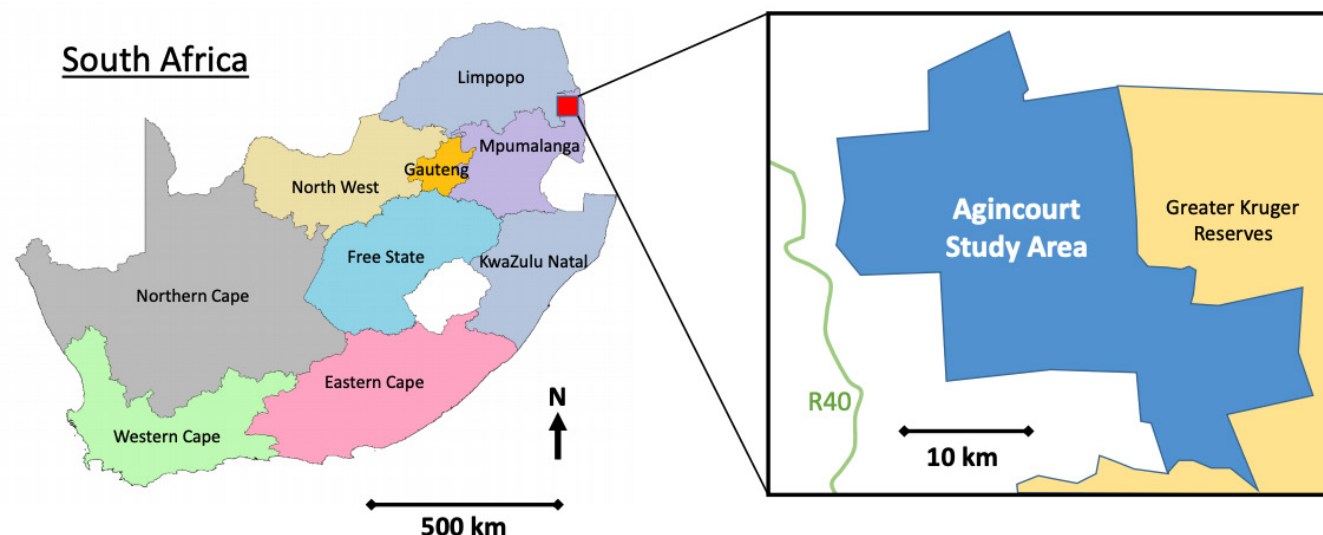 South Africa
Limpopo
Mpumalanga
Gauteng
North West
Free State
KwaZulu Natal
Northern Cape
Eastern Cape
Western Cape
N
500 km
Agincourt
Study Area
Greater Kruger
Reserves
R40
10 km